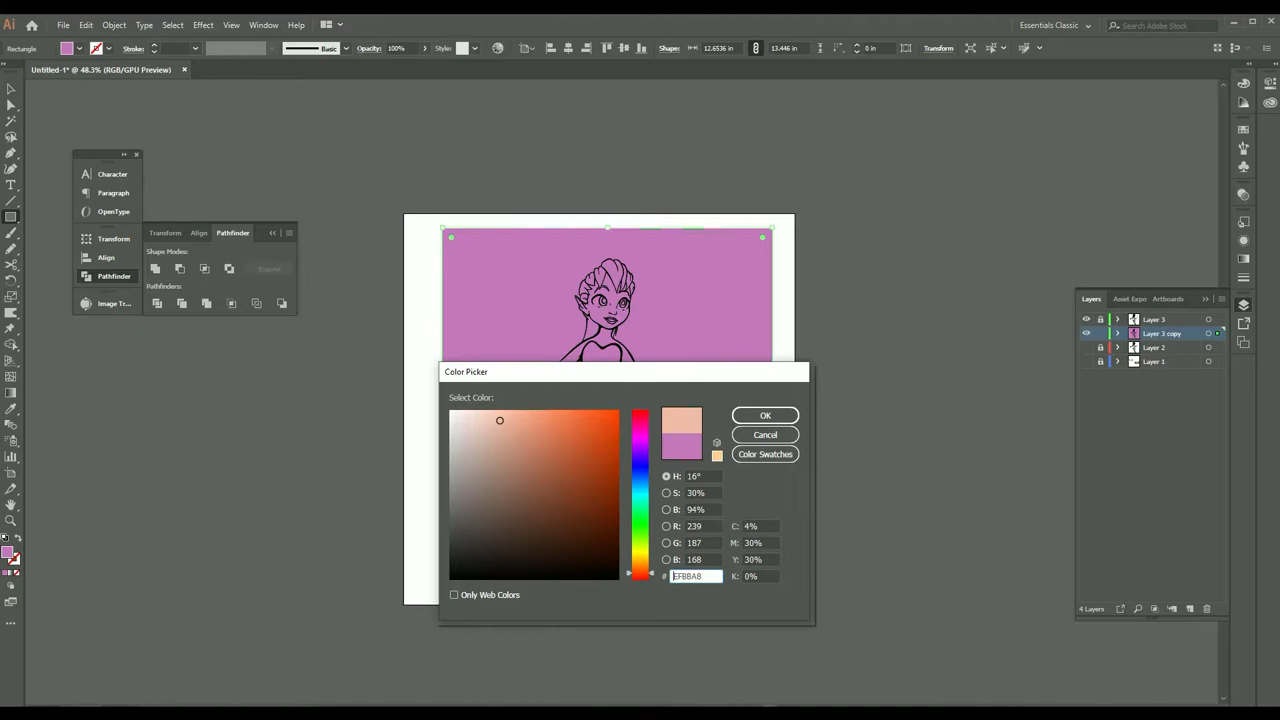 Ai File Edit Object Type Select Effect View Window Help Essentials Classic Search Adobe Stock
Rectangle Stroke: Basic Opacity: 100% Style: Shape: 12.6536 in 13.446 in 0 in Transform
Untitled-1* @ 48.3% (RGB/GPU Preview)
Character
Paragraph
OpenType
Transform
Align
Pathfinder
Image Tr...
Transform Align Pathfinder
Shape Modes:
Expand
Pathfinders:
Layers Asset Expo Artboards
Layer 3
Layer 3 copy
Layer 2
Layer 1
4 Layers
Color Picker
Select Color:
OK
Cancel
Color Swatches
H: 16°
S: 30%
B: 94%
R: 239 C: 4%
G: 187 M: 30%
B: 168 Y: 30%
# EFBBA8 K: 0%
Only Web Colors